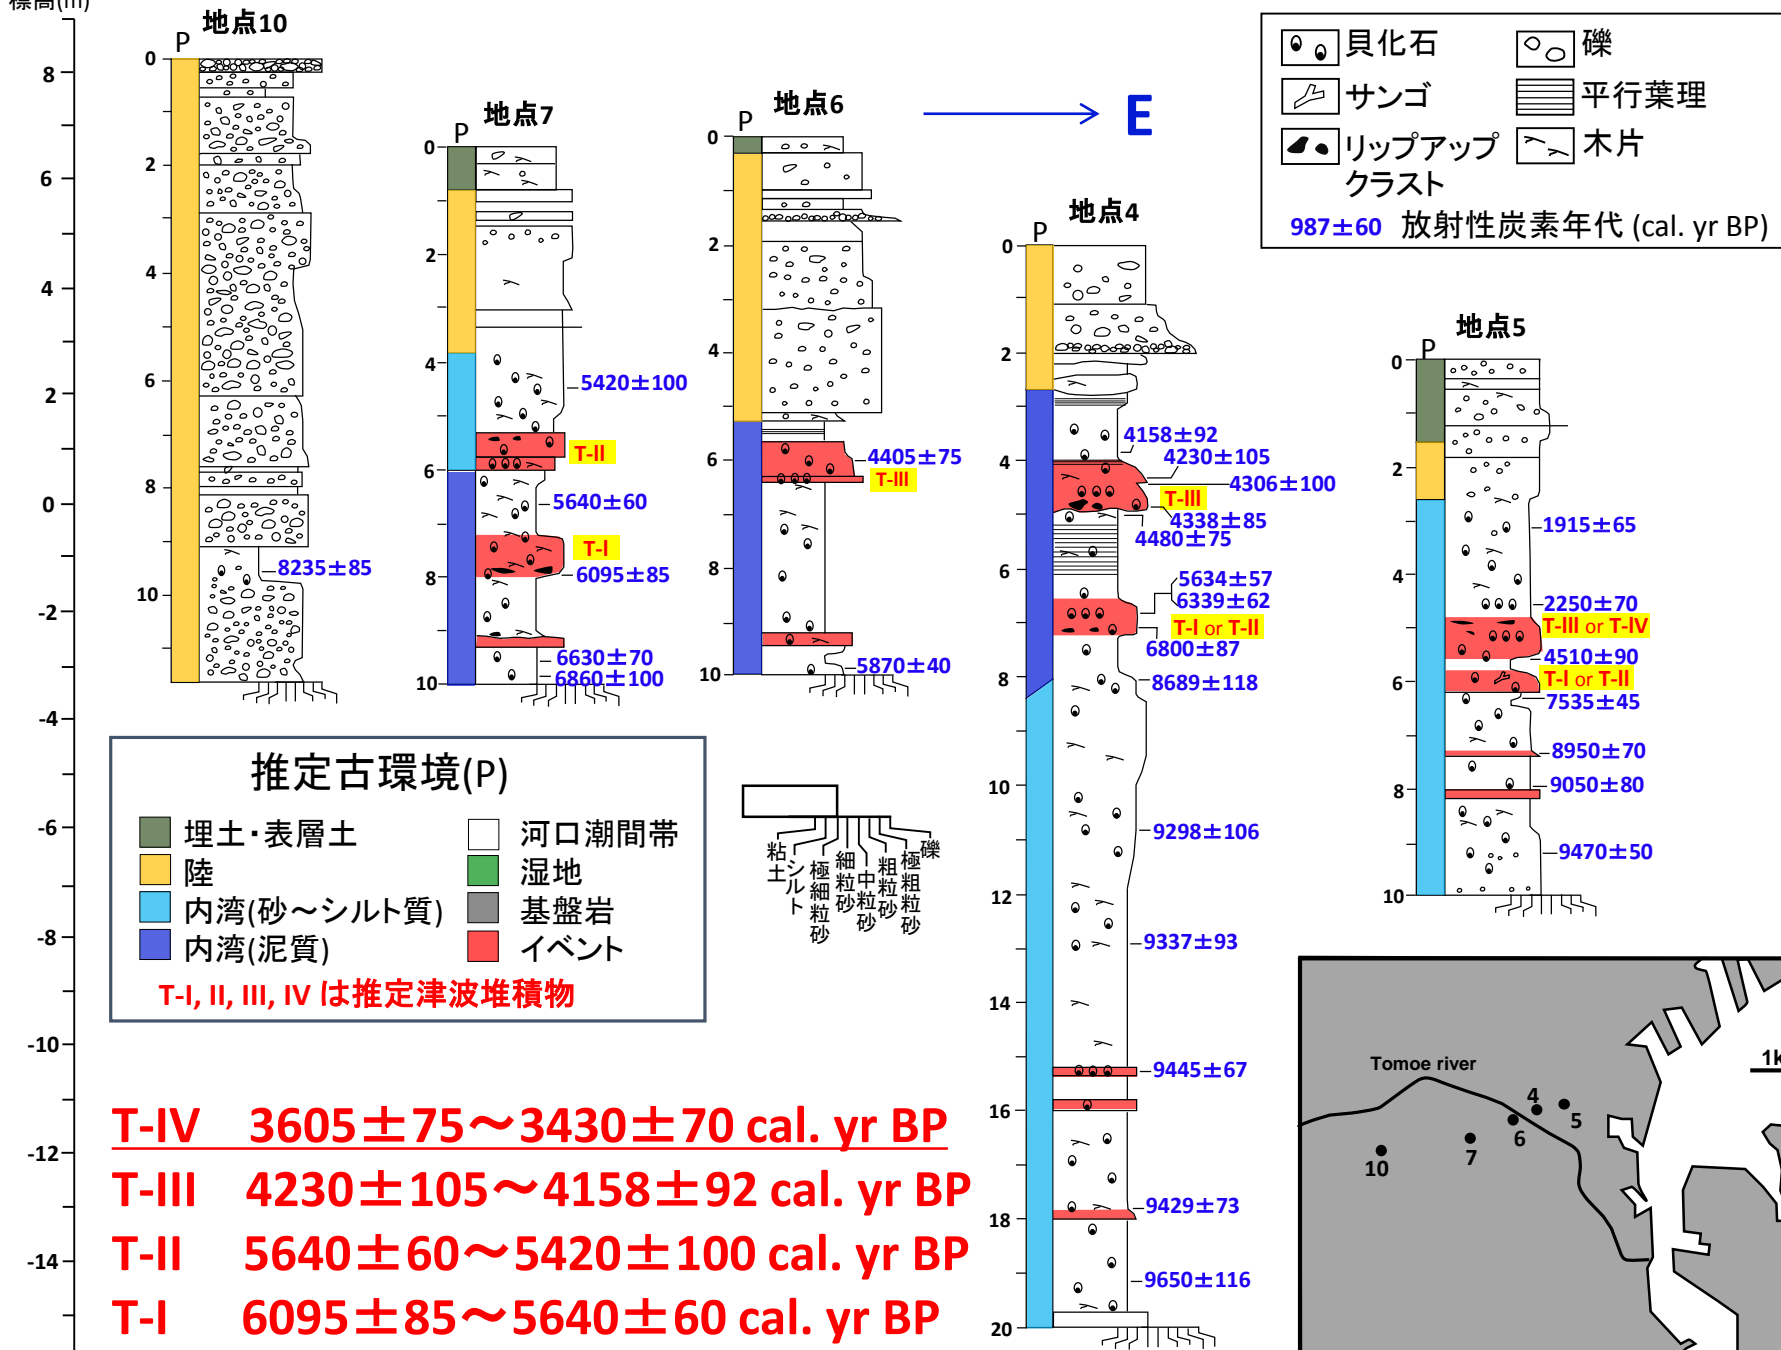 標高(m)
8
6
4
2
0
-2
-4
-6
-8
-10
-12
-14
地点10
P
0
2
4
6
8
10
8235±85
地点7
P
0
2
4
6
8
10
5420±100
T-II
5640±60
T-I
6095±85
6630±70
6860±100
地点6
P
0
2
4
6
8
10
4405±75
T-III
5870±40
E
地点4
P
0
2
4
6
8
10
12
14
16
18
20
4158±92
4230±105
4306±100
T-III
4338±85
4480±75
5634±57
6339±62
T-I or T-II
6800±87
8689±118
9298±106
9337±93
9445±67
9429±73
9650±116
地点5
P
0
2
4
6
8
10
1915±65
2250±70
T-III or T-IV
4510±90
T-I or T-II
7535±45
8950±70
9050±80
9470±50
貝化石
礫
サンゴ
平行葉理
リップアップ
クラスト
木片
987±60 放射性炭素年代 (cal. yr BP)
推定古環境(P)
埋土・表層土
河口潮間帯
陸
湿地
内湾(砂～シルト質)
基盤岩
内湾(泥質)
イベント
T-I, II, III, IV は推定津波堆積物
粘土
シルト
極細粒砂
細粒砂
中粒砂
粗粒砂
極粗粒砂
礫
T-IV 3605±75～3430±70 cal. yr BP
T-III 4230±105～4158±92 cal. yr BP
T-II 5640±60～5420±100 cal. yr BP
T-I 6095±85～5640±60 cal. yr BP
Tomoe river
1k
4
5
6
7
10